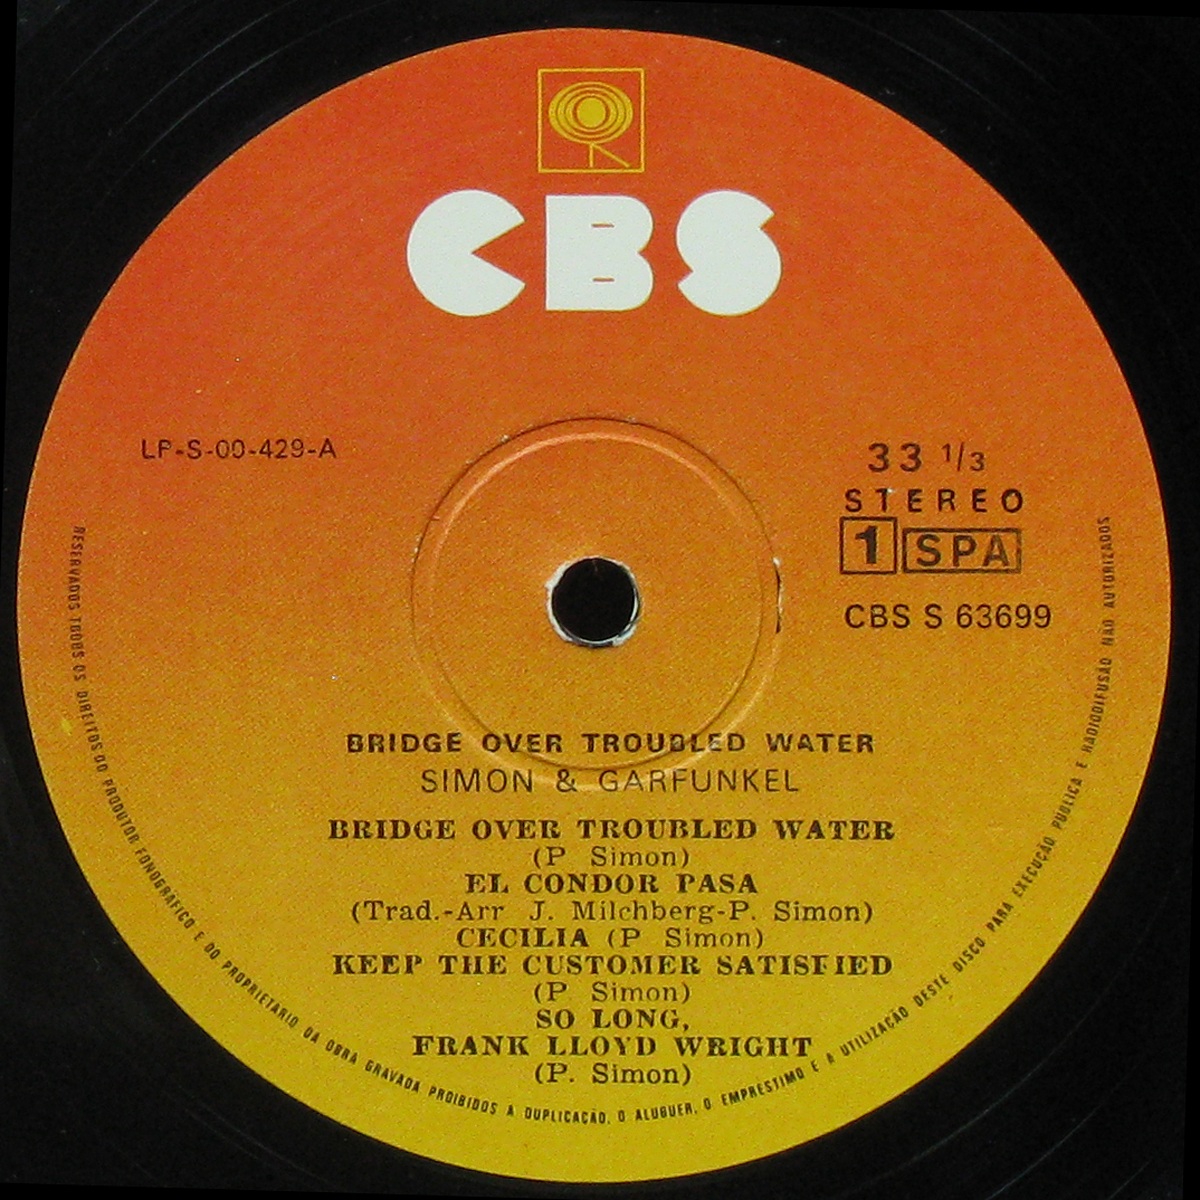 CBS
LP-S-00-429-A
33 1/3
STEREO
1 SPA
CBS S 63699
BRIDGE OVER TROUBLED WATER
SIMON & GARFUNKEL
BRIDGE OVER TROUBLED WATER
(P Simon)
EL CONDOR PASA
(Trad.-Arr J. Milchberg-P. Simon)
CECILIA (P Simon)
KEEP THE CUSTOMER SATISFIED
(P Simon)
SO LONG,
FRANK LLOYD WRIGHT
(P. Simon)
RESERVADOS TODOS OS DIREITOS DO PRODUTOR FONOGRÁFICO E DO PROPRIETÁRIO DA OBRA GRAVADA PROIBIDOS A DUPLICAÇÃO, O ALUGUER, O EMPRÉSTIMO E A UTILIZAÇÃO DESTE DISCO PARA EXECUÇÃO PUBLICA E RADIODIFUSÃO NÃO AUTORIZADOS